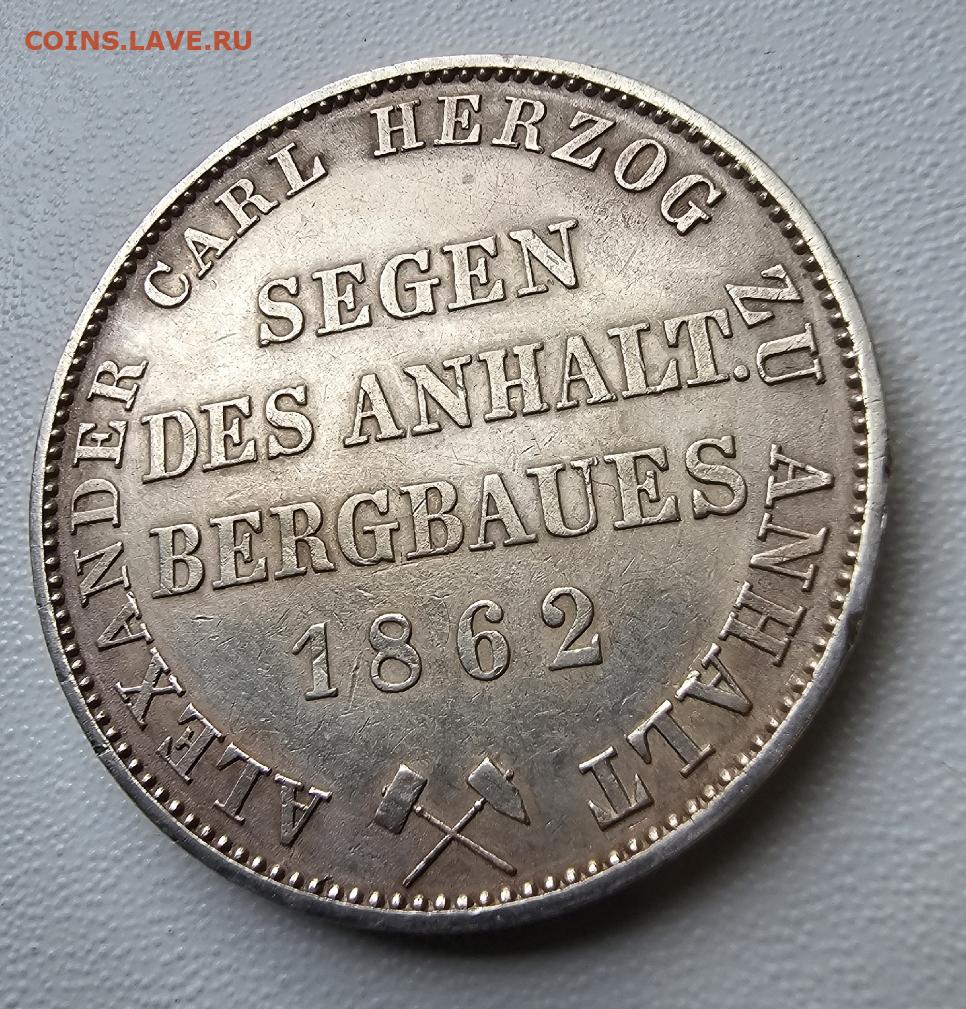 COINS.LAVE.RU
ALEXANDER CARL HERZOG ZU ANHALT
SEGEN
DES ANHALT.
BERGBAUES
1862